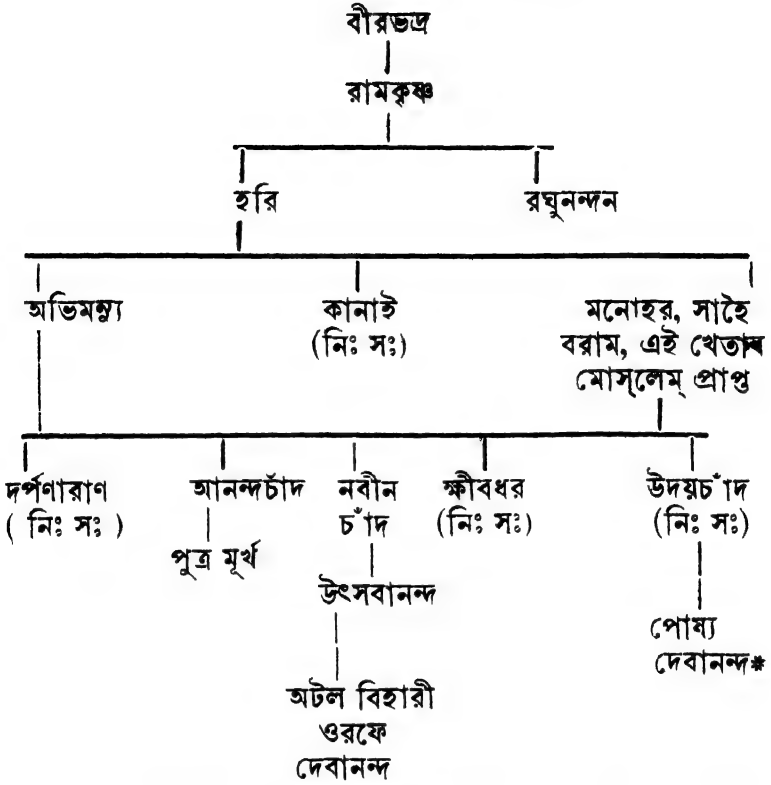 বীরভদ্র
রামকৃষ্ণ
হরি রঘুনন্দন
অভিমন্যু কানাই মনোহর, সাহৈ
(নিঃ সঃ) বরাম, এই খেতাব
মোস্‌লেম্ প্রাপ্ত
দর্পণারাণ আনন্দচাঁদ নবীন ক্ষীবধর উদয়চাঁদ
( নিঃ সঃ ) চাঁদ (নিঃ সঃ) (নিঃ সঃ)
পুত্র মূর্খ
উৎসবানন্দ
পোষ্য
দেবানন্দ*
অটল বিহারী
ওরফে
দেবানন্দ